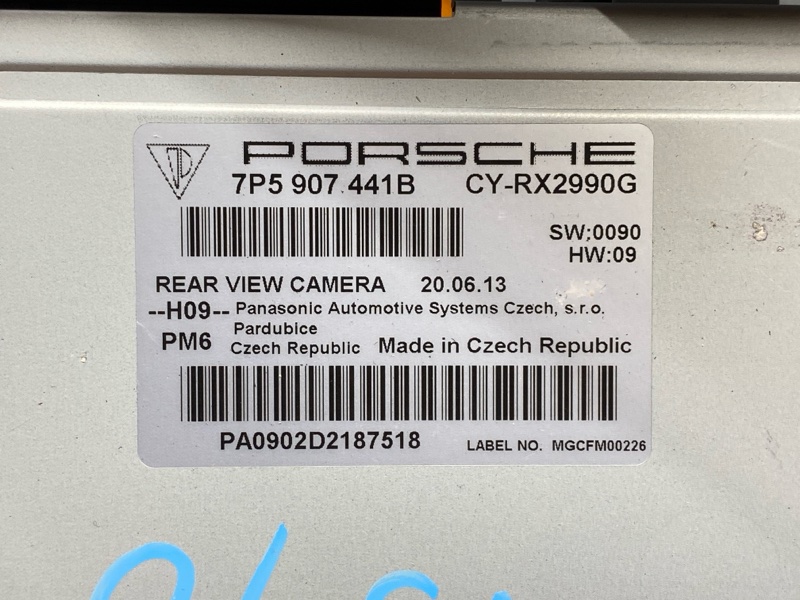 PORSCHE
7P5 907 441B CY-RX2990G
SW;0090
HW:09
REAR VIEW CAMERA 20.06.13
--H09-- Panasonic Automotive Systems Czech, s.r.o.
Pardubice
PM6 Czech Republic Made in Czech Republic
PA0902D2187518 LABEL NO. MGCFM00226